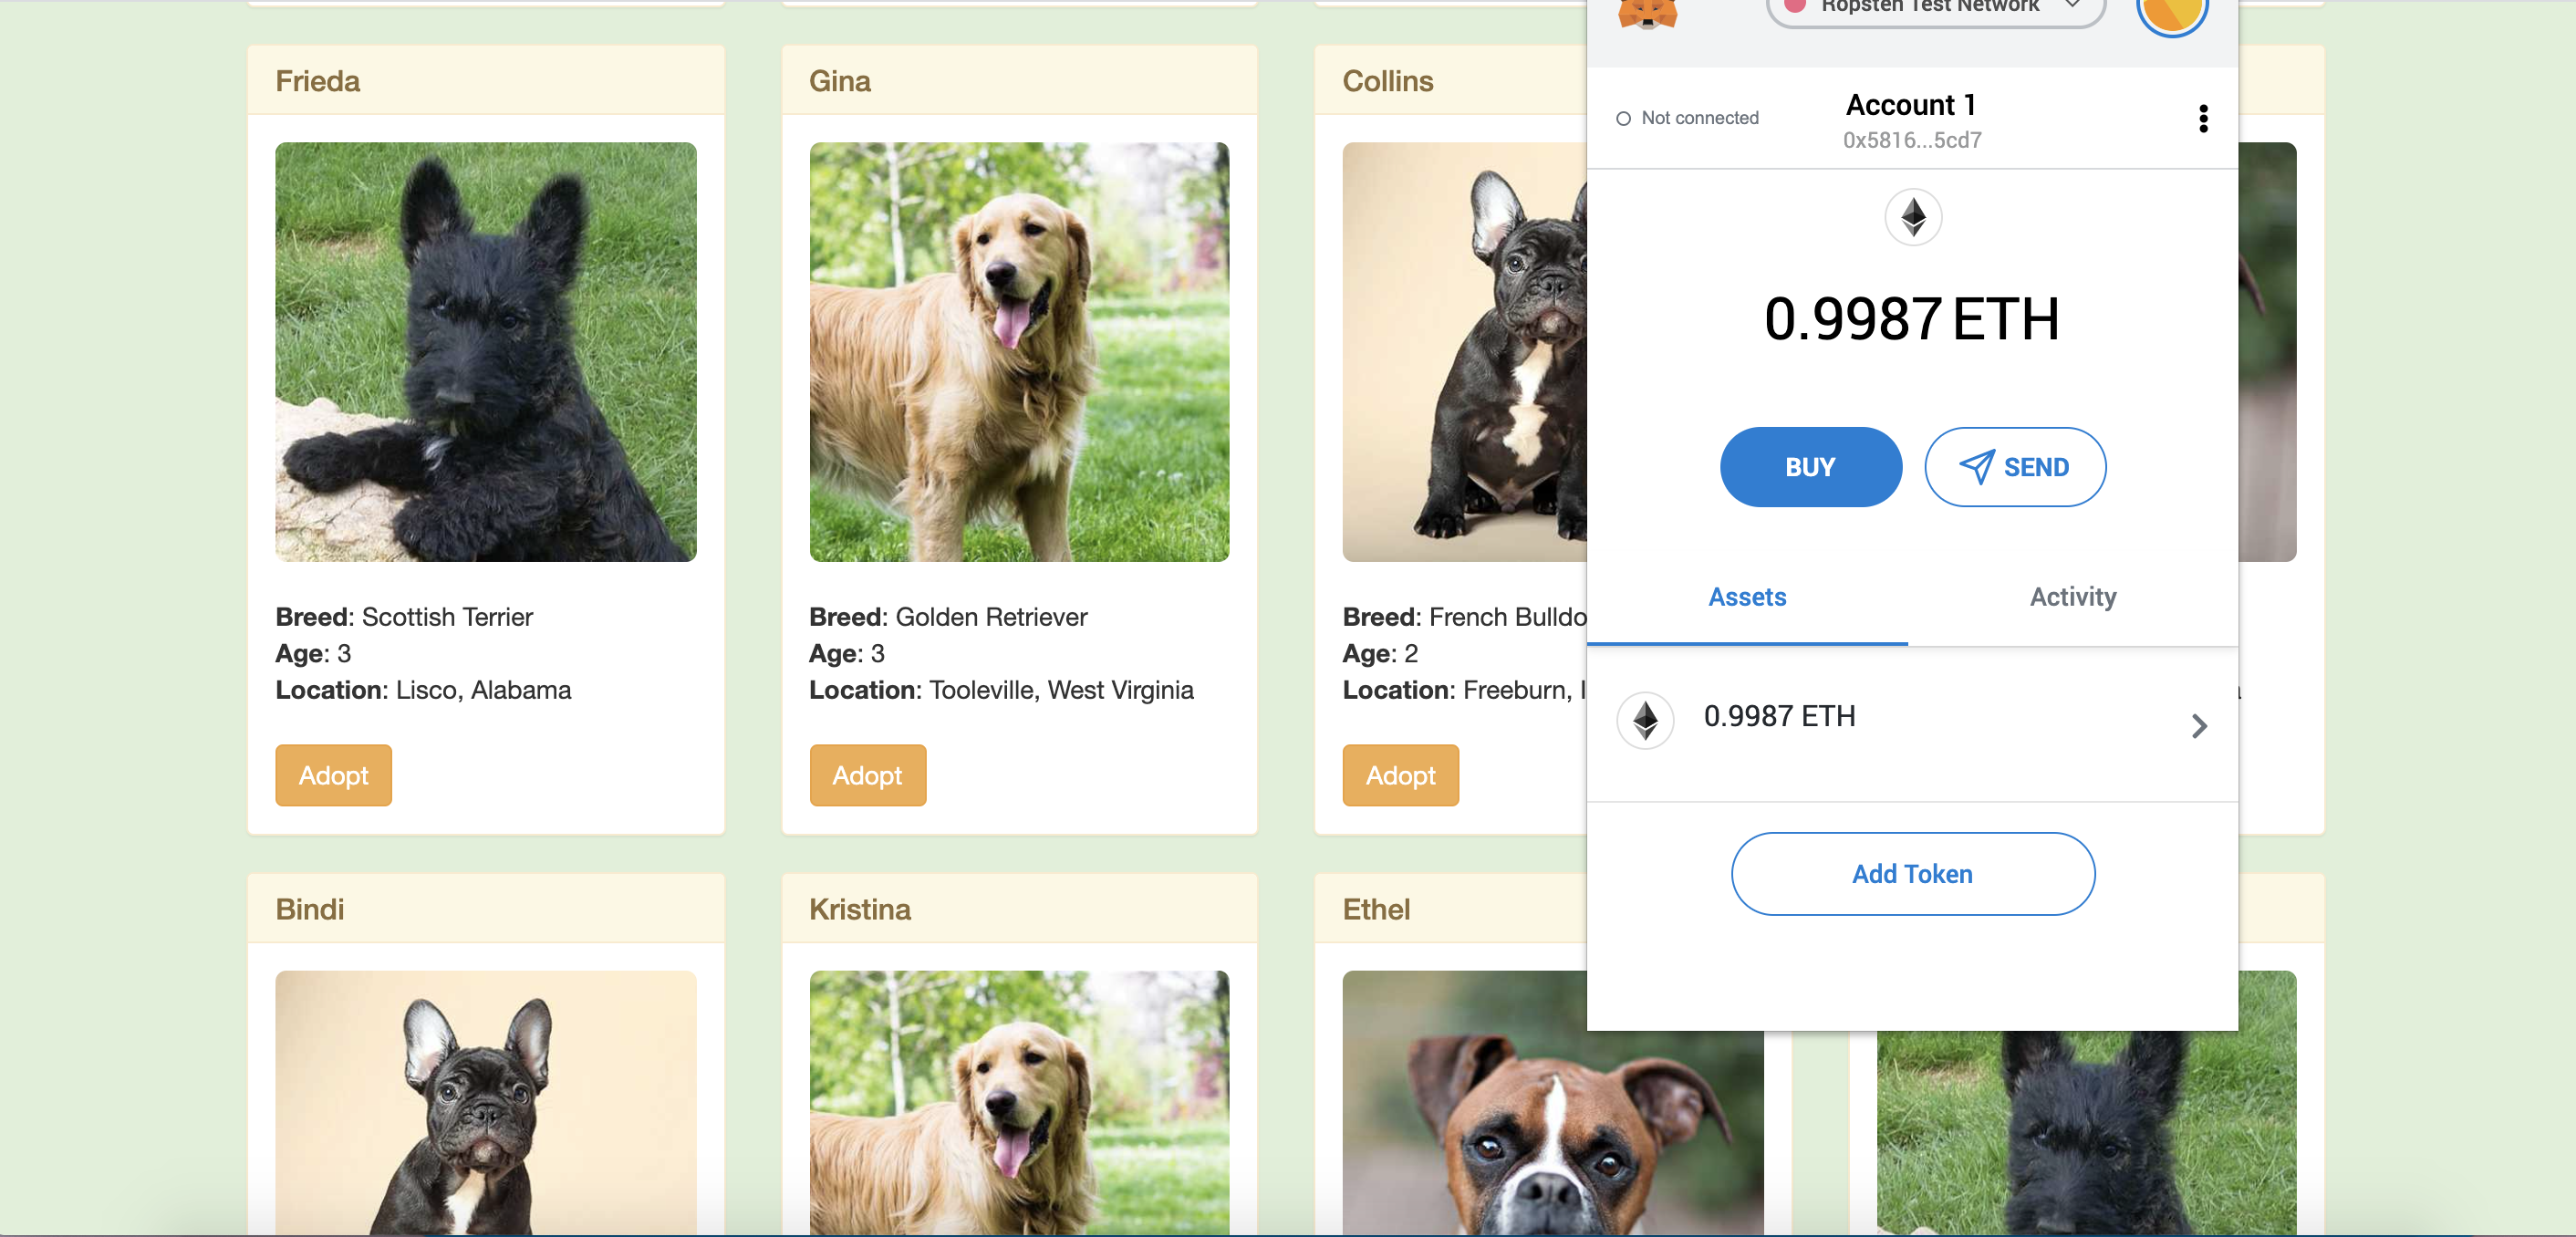 Frieda
Breed: Scottish Terrier
Age: 3
Location: Lisco, Alabama
Adopt
Gina
Breed: Golden Retriever
Age: 3
Location: Tooleville, West Virginia
Adopt
Collins
Breed: French
Age: 2
Location: Freeburn,
Adopt
Bindi
Kristina
Ethel
Ropsten Test Network
Not connected
Account 1
0x5816...5cd7
0.9987 ETH
BUY
SEND
Assets
Activity
0.9987 ETH
Add Token